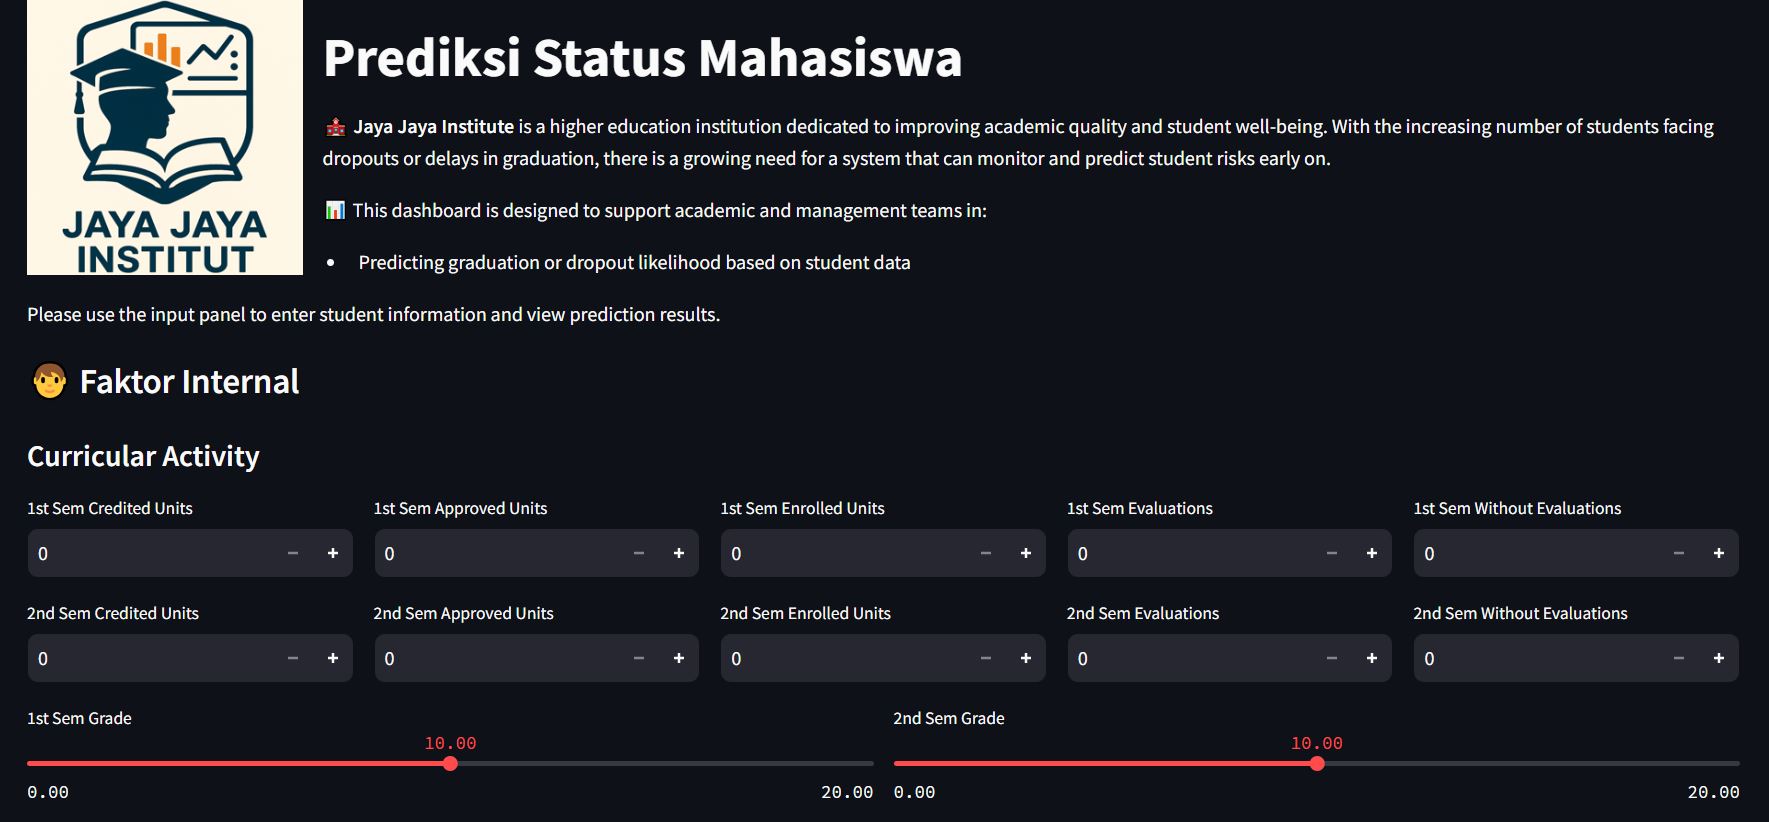 JAYA JAYA
INSTITUT
Prediksi Status Mahasiswa
Jaya Jaya Institute is a higher education institution dedicated to improving academic quality and student well-being. With the increasing number of students facing
dropouts or delays in graduation, there is a growing need for a system that can monitor and predict student risks early on.
This dashboard is designed to support academic and management teams in:
• Predicting graduation or dropout likelihood based on student data
Please use the input panel to enter student information and view prediction results.
Faktor Internal
Curricular Activity
1st Sem Credited Units 1st Sem Approved Units 1st Sem Enrolled Units 1st Sem Evaluations 1st Sem Without Evaluations
0 − + 0 − + 0 − + 0 − + 0 − +
2nd Sem Credited Units 2nd Sem Approved Units 2nd Sem Enrolled Units 2nd Sem Evaluations 2nd Sem Without Evaluations
0 − + 0 − + 0 − + 0 − + 0 − +
1st Sem Grade 2nd Sem Grade
10.00 10.00
0.00 20.00 0.00 20.00